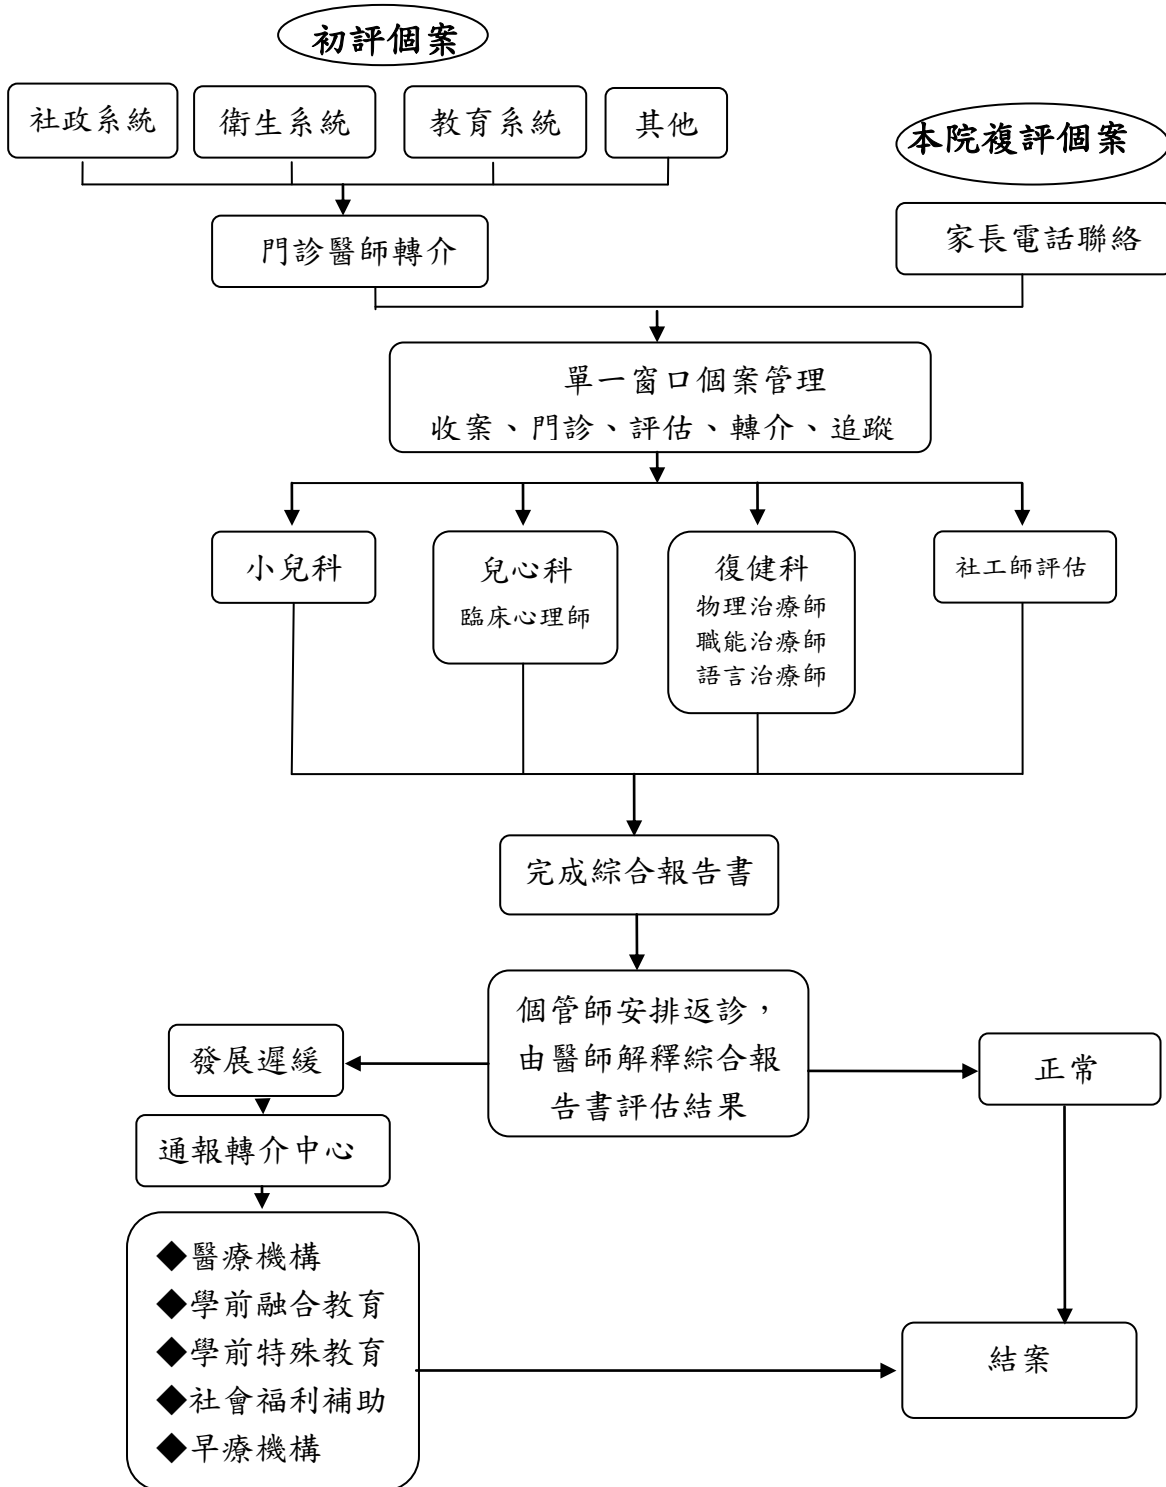 初評個案
社政系統
衛生系統
教育系統
其他
本院複評個案
門診醫師轉介
家長電話聯絡
單一窗口個案管理
收案、門診、評估、轉介、追蹤
小兒科
兒心科
臨床心理師
復健科
物理治療師
職能治療師
語言治療師
社工師評估
完成綜合報告書
個管師安排返診，
由醫師解釋綜合報
告書評估結果
發展遲緩
正常
通報轉介中心
◆醫療機構
◆學前融合教育
◆學前特殊教育
◆社會福利補助
◆早療機構
結案